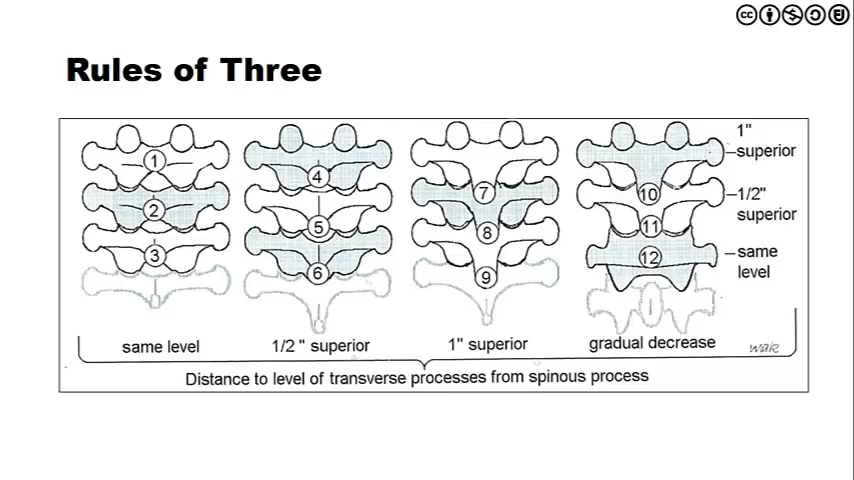 cc
Rules of Three
1
2
3
4
5
6
7
8
9
10
11
12
1"
superior
1/2"
superior
same
level
same level
1/2 " superior
1" superior
gradual decrease
Distance to level of transverse processes from spinous process